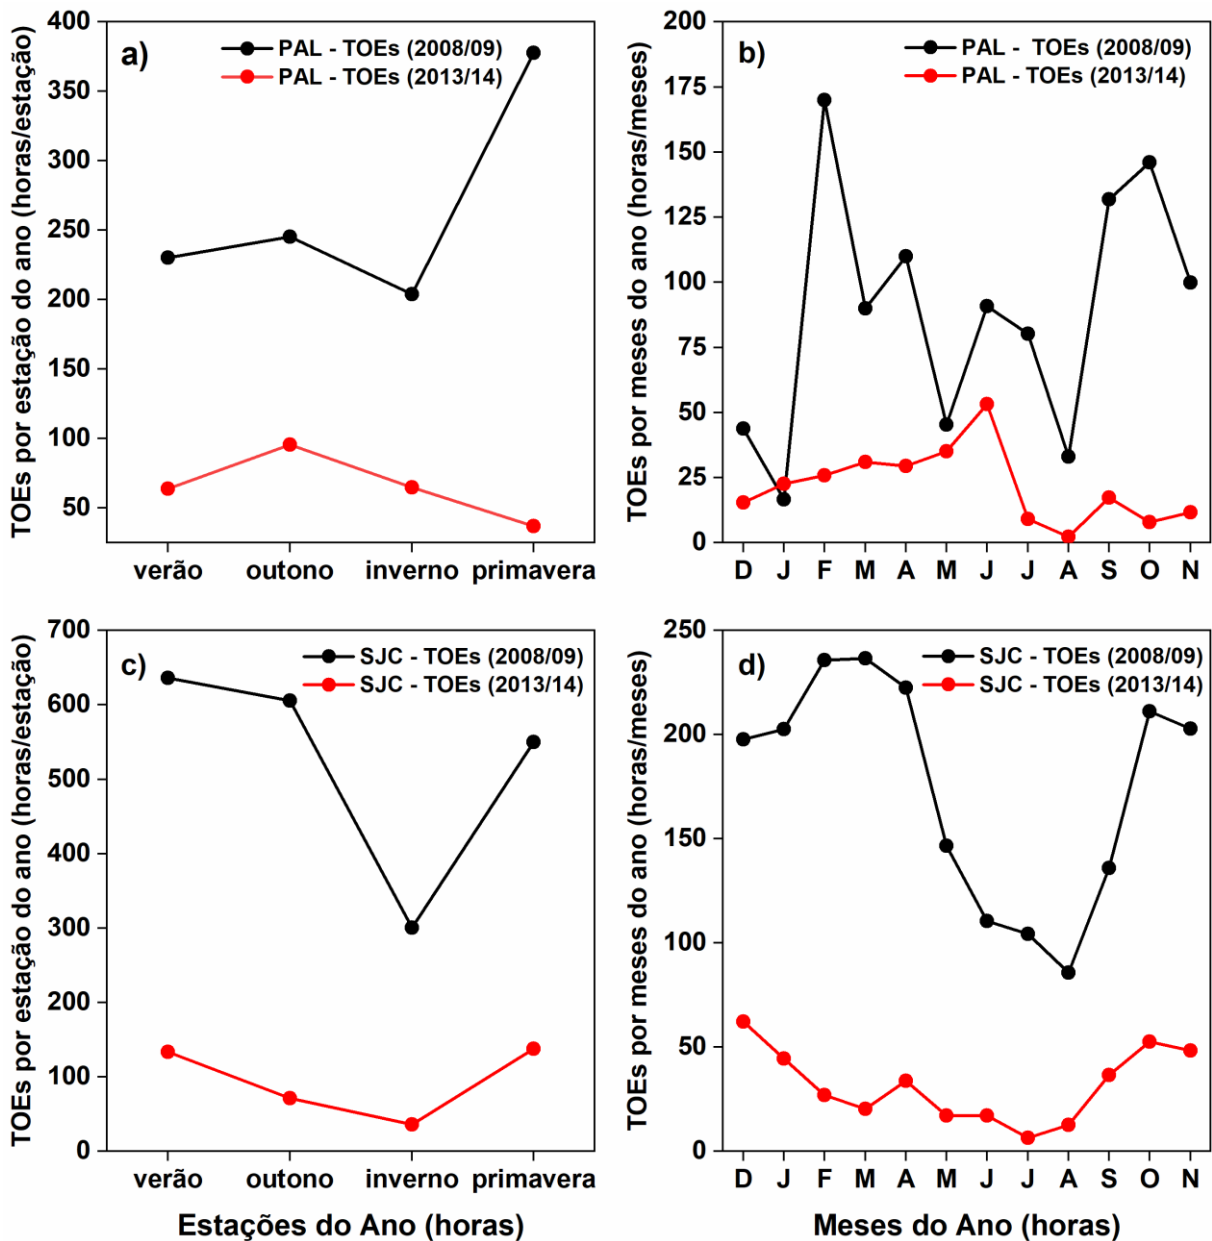 a)
PAL - TOEs (2008/09)
PAL - TOEs (2013/14)
TOEs por estação do ano (horas/estação)
400
350
300
250
200
150
100
50
verão outono inverno primavera
b)
PAL - TOEs (2008/09)
PAL - TOEs (2013/14)
TOEs por meses do ano (horas/meses)
200
175
150
125
100
75
50
25
0
D J F M A M J J A S O N
c)
SJC - TOEs (2008/09)
SJC - TOEs (2013/14)
TOEs por estação do ano (horas/estação)
700
600
500
400
300
200
100
0
verão outono inverno primavera
Estações do Ano (horas)
d)
SJC - TOEs (2008/09)
SJC - TOEs (2013/14)
TOEs por meses do ano (horas/meses)
250
200
150
100
50
0
D J F M A M J J A S O N
Meses do Ano (horas)